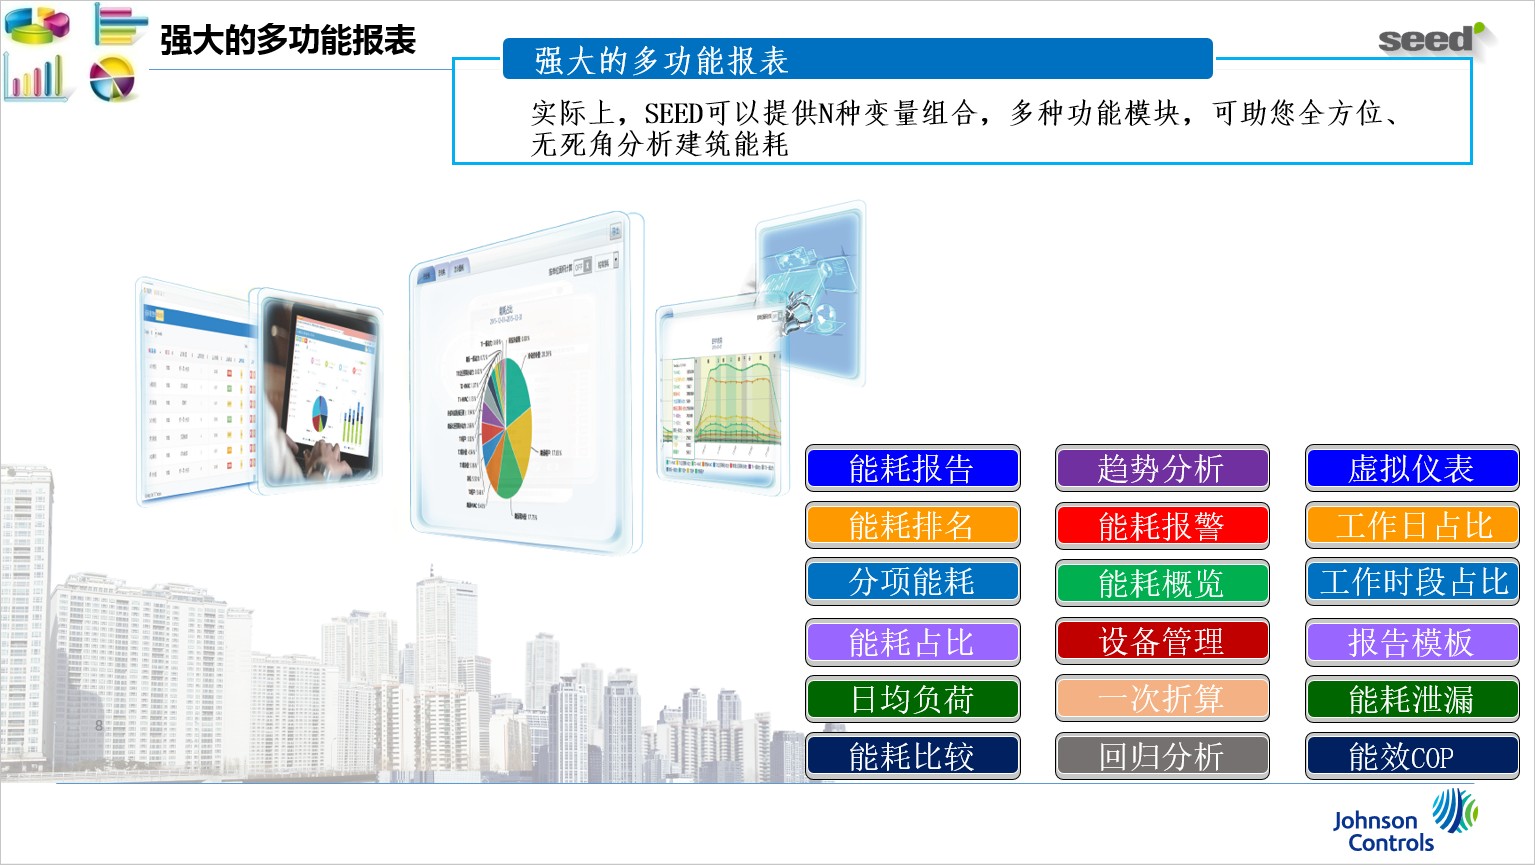 强大的多功能报表
seed
强大的多功能报表
实际上，SEED可以提供N种变量组合，多种功能模块，可助您全方位、
无死角分析建筑能耗
能耗报告
趋势分析
虚拟仪表
能耗排名
能耗报警
工作日占比
分项能耗
能耗概览
工作时段占比
能耗占比
设备管理
报告模板
日均负荷
一次折算
能耗泄漏
能耗比较
回归分析
能效COP
8
Johnson
Controls